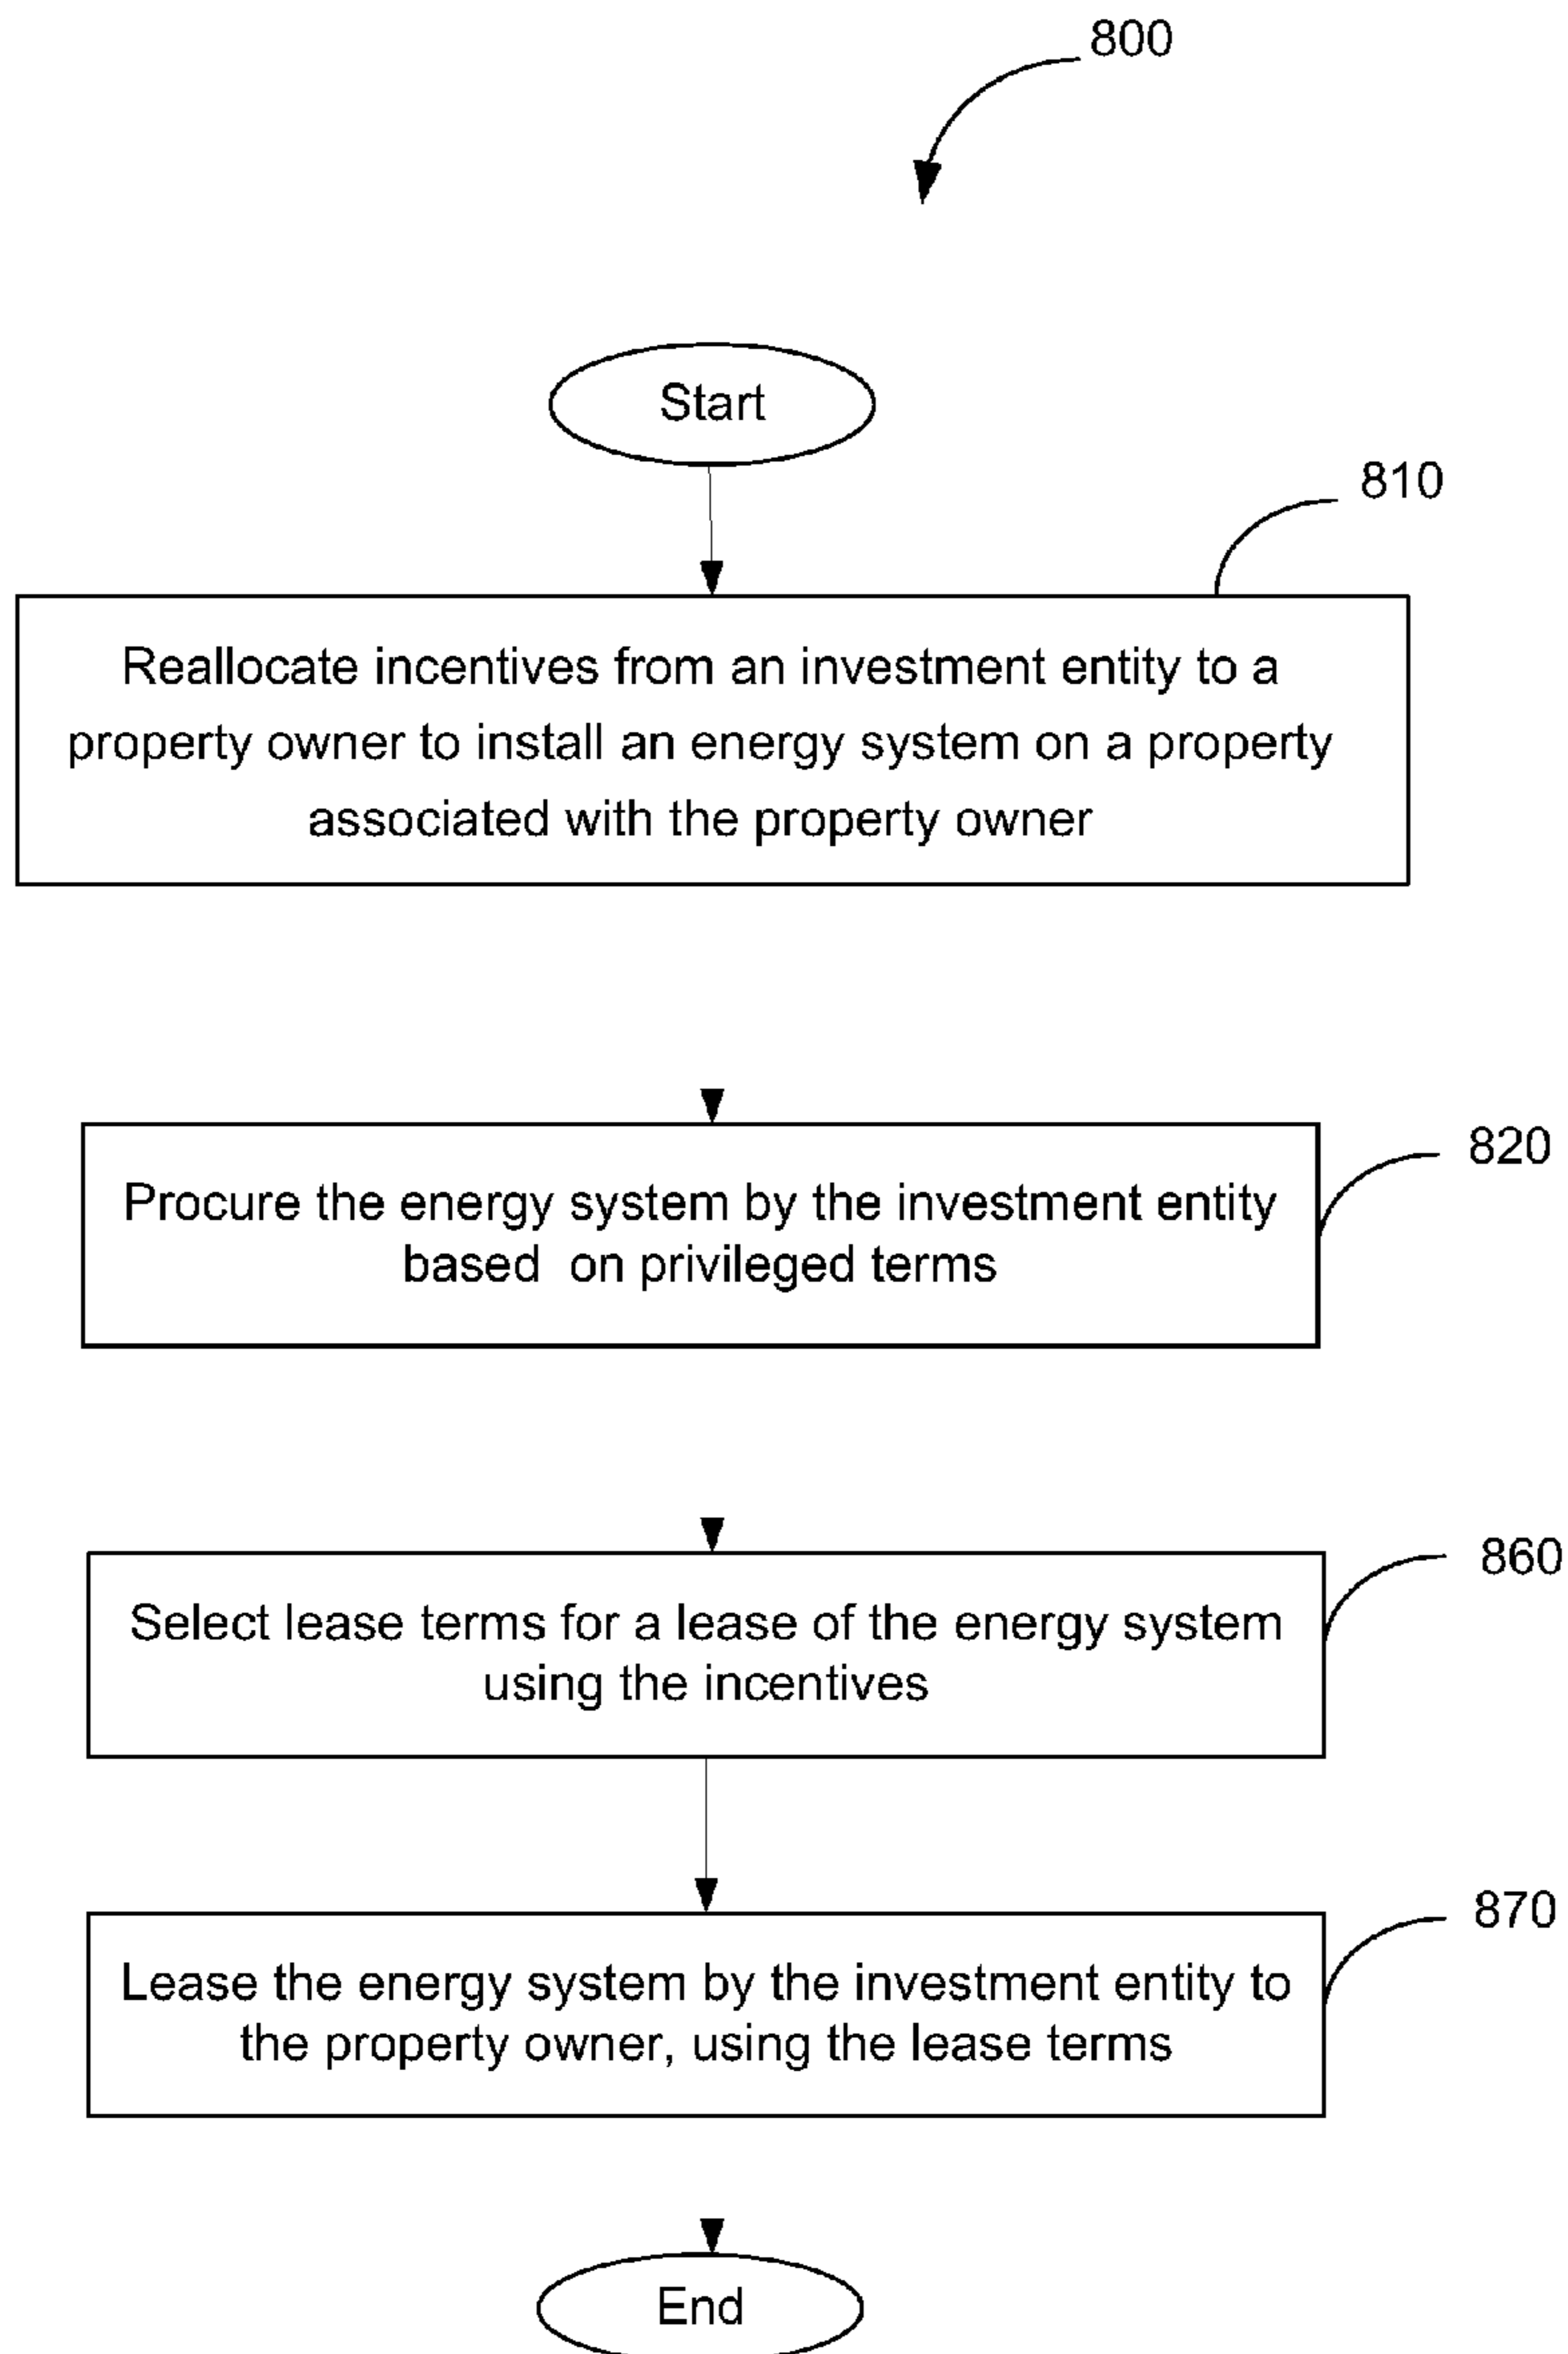 800
Start
810
Reallocate incentives from an investment entity to a
property owner to install an energy system on a property
associated with the property owner
820
Procure the energy system by the investment entity
based on privileged terms
860
Select lease terms for a lease of the energy system
using the incentives
870
Lease the energy system by the investment entity to
the property owner, using the lease terms
End